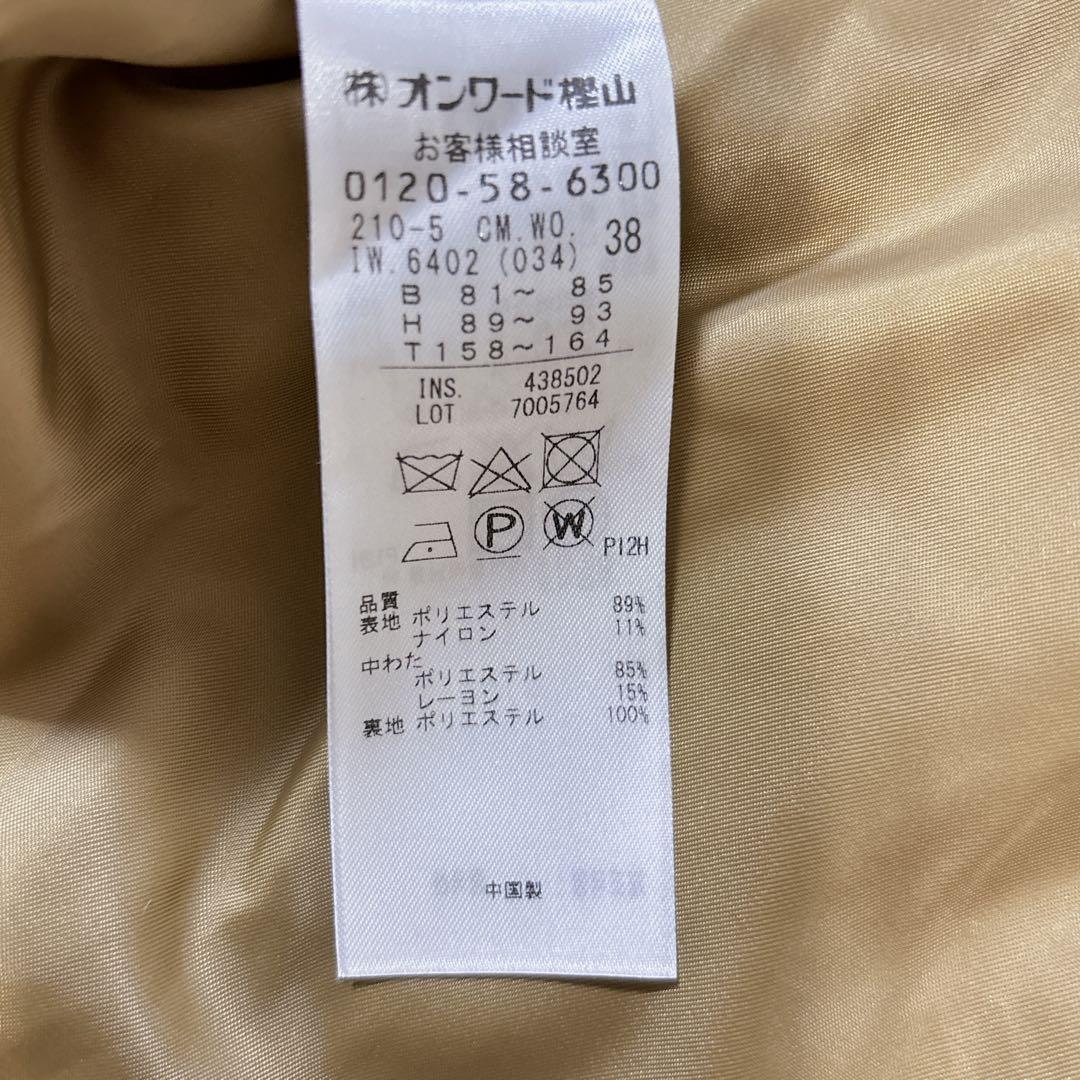 ㈱オンワード樫山
お客様相談室
0120-58-6300
210-5 CM.WO. 38
IW.6402(034)
B 81～ 85
H 89～ 93
T158～164
INS. 438502
LOT 7005764
P W P12H
品質
表地 ポリエステル 89%
ナイロン 11%
中わた
ポリエステル 85%
レーヨン 15%
裏地 ポリエステル 100%
中国製